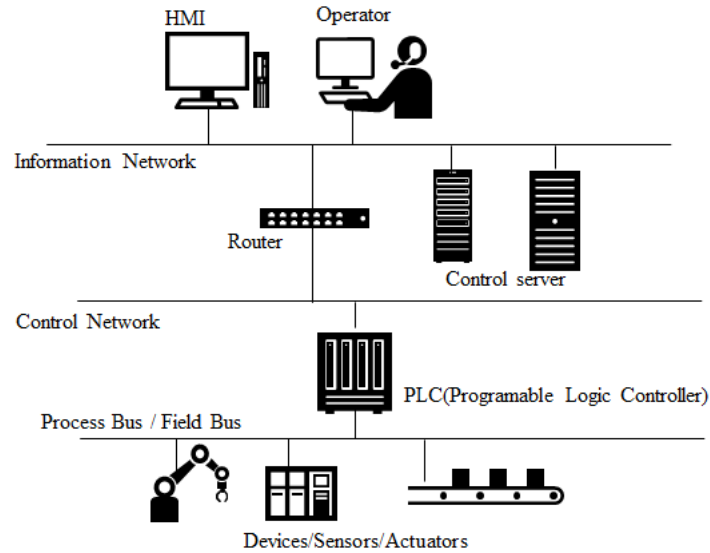 HMI
Operator
Information Network
Router
Control server
Control Network
PLC(Programable Logic Controller)
Process Bus / Field Bus
Devices/Sensors/Actuators